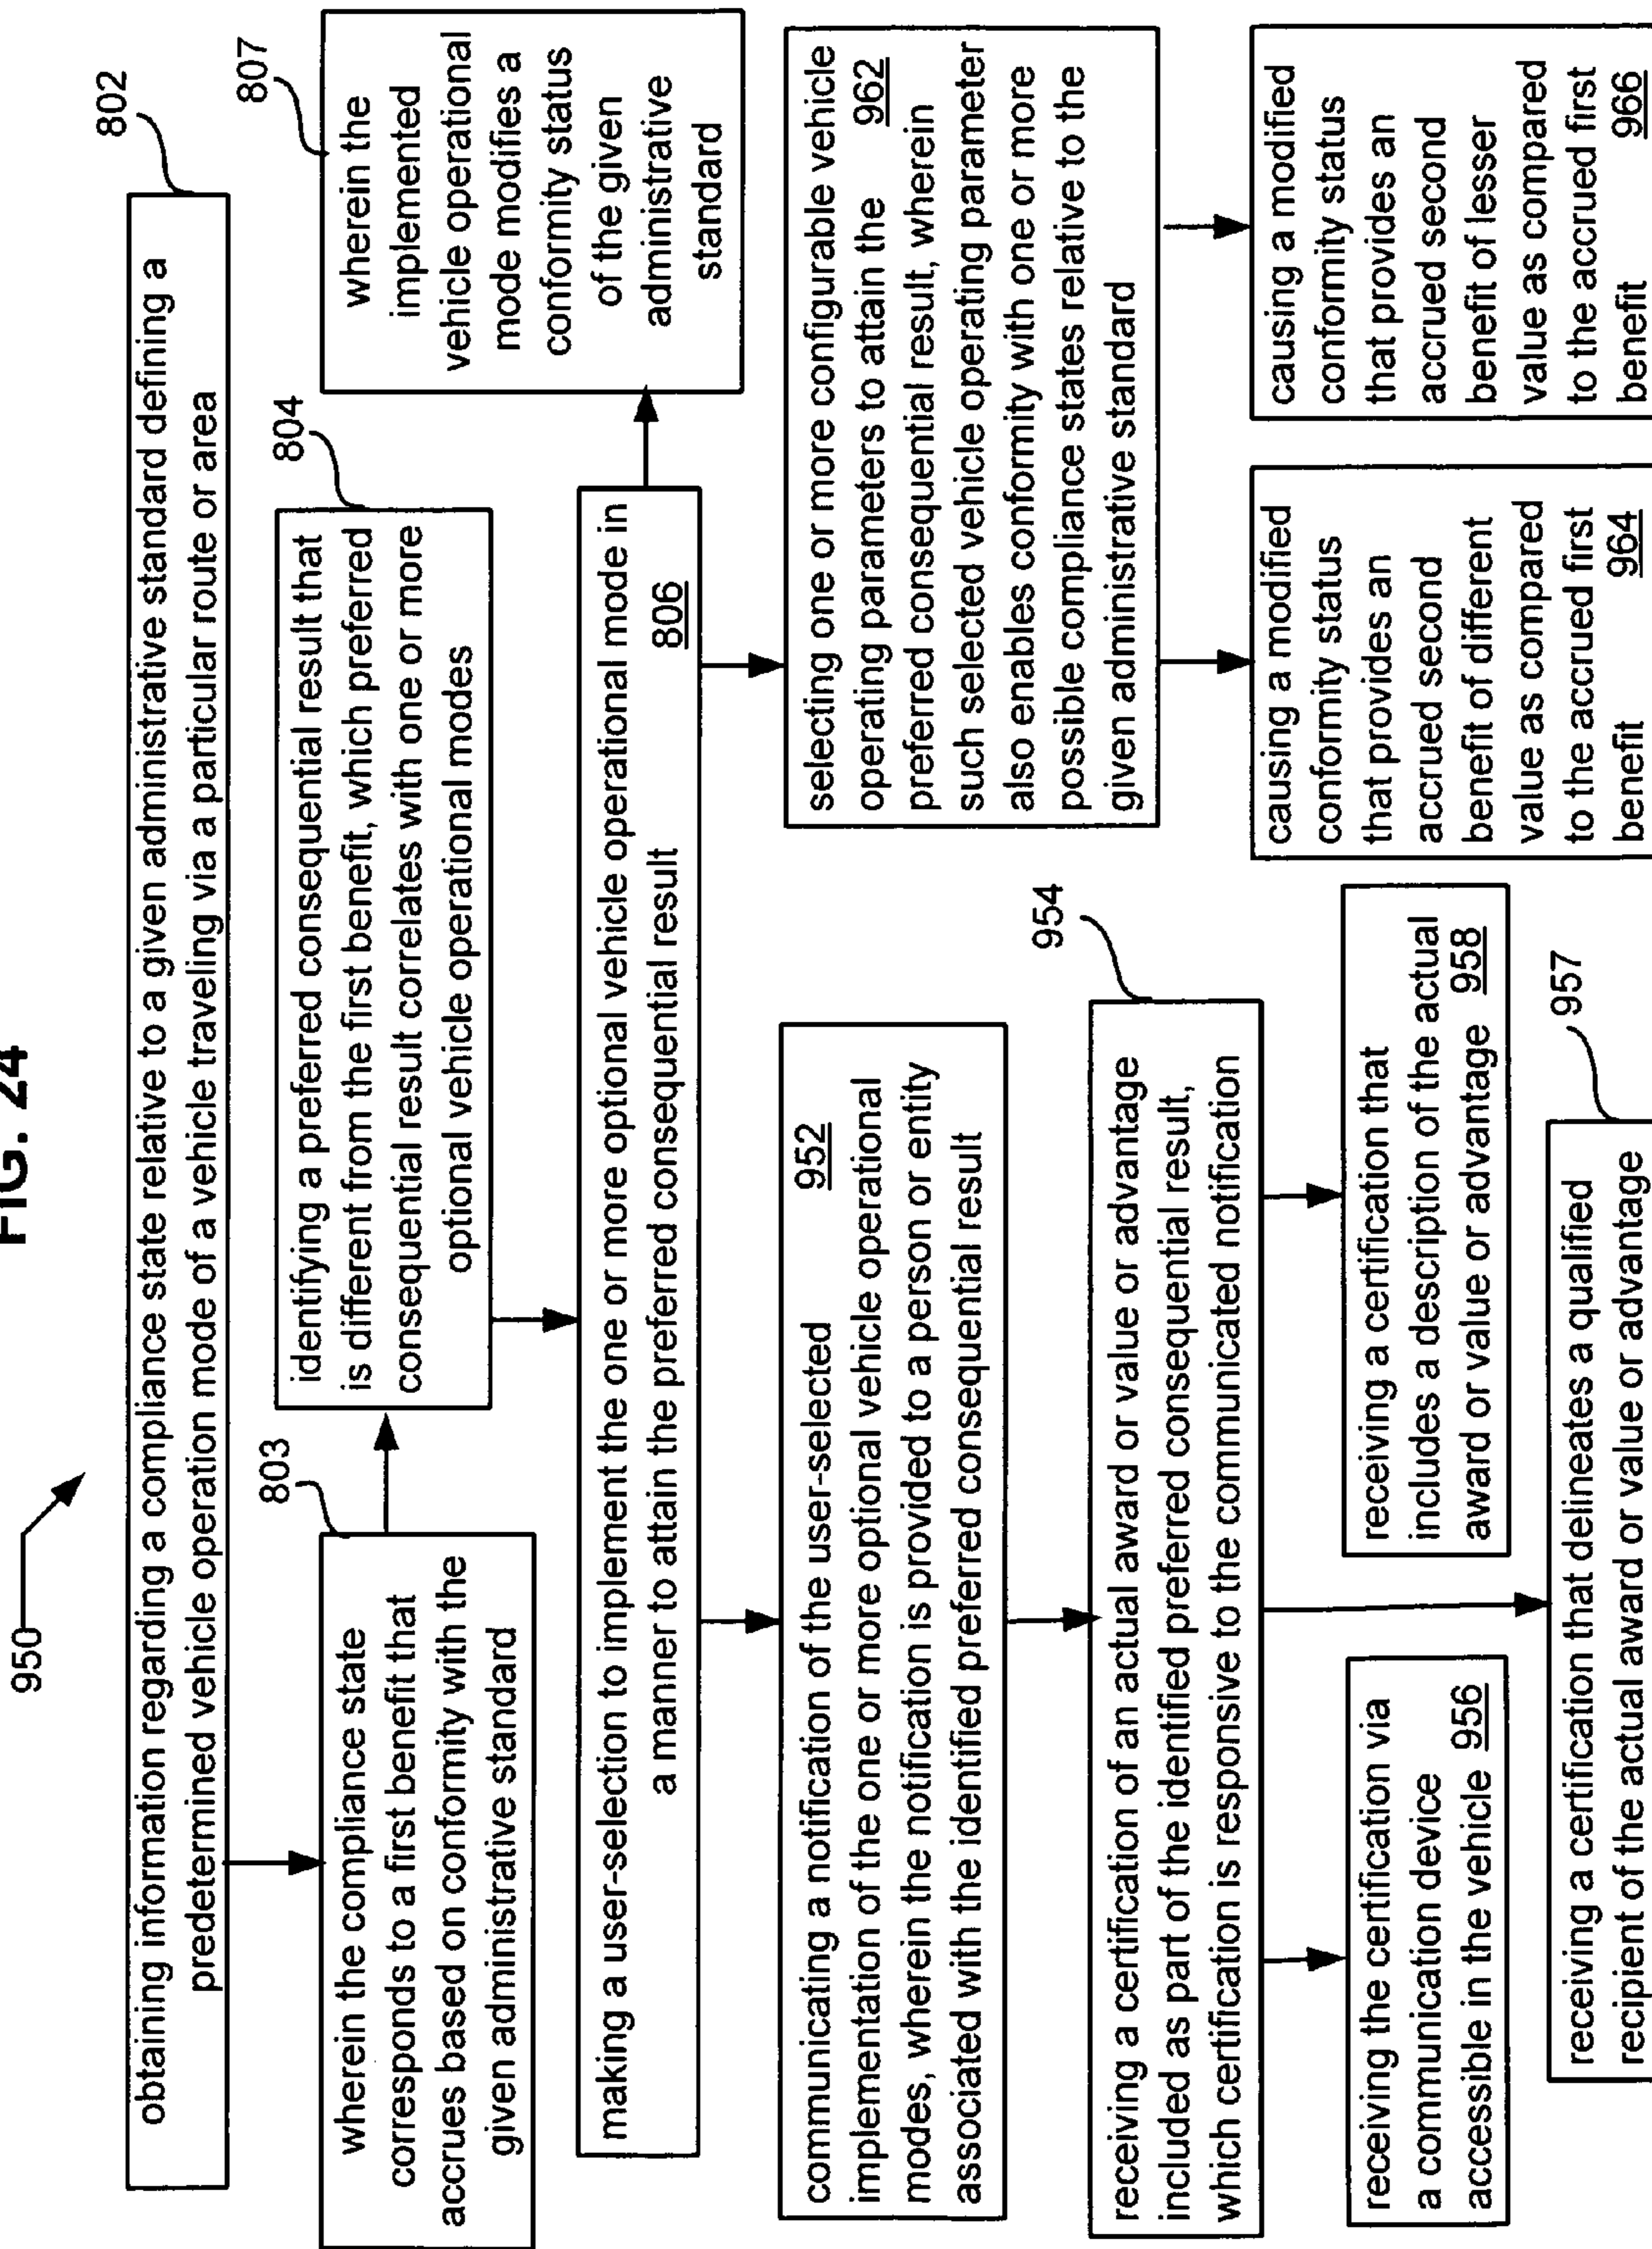 FIG. 24
950
802
obtaining information regarding a compliance state relative to a given administrative standard defining a
predetermined vehicle operation mode of a vehicle traveling via a particular route or area
803
wherein the compliance state
corresponds to a first benefit that
accrues based on conformity with the
given administrative standard
804
identifying a preferred consequential result that
is different from the first benefit, which preferred
consequential result correlates with one or more
optional vehicle operational modes
807
wherein the
implemented
vehicle operational
mode modifies a
conformity status
of the given
administrative
standard
making a user-selection to implement the one or more optional vehicle operational mode in
a manner to attain the preferred consequential result 806
communicating a notification of the user-selected
implementation of the one or more optional vehicle operational 952
modes, wherein the notification is provided to a person or entity
associated with the identified preferred consequential result
selecting one or more configurable vehicle
operating parameters to attain the 962
preferred consequential result, wherein
such selected vehicle operating parameter
also enables conformity with one or more
possible compliance states relative to the
given administrative standard
954
receiving a certification of an actual award or value or advantage
included as part of the identified preferred consequential result,
which certification is responsive to the communicated notification
causing a modified
conformity status
that provides an
accrued second
benefit of different
value as compared
to the accrued first
benefit 964
causing a modified
conformity status
that provides an
accrued second
benefit of lesser
value as compared
to the accrued first
benefit 966
receiving the certification via
a communication device
accessible in the vehicle 956
receiving a certification that
includes a description of the actual
award or value or advantage 958
957
receiving a certification that delineates a qualified
recipient of the actual award or value or advantage